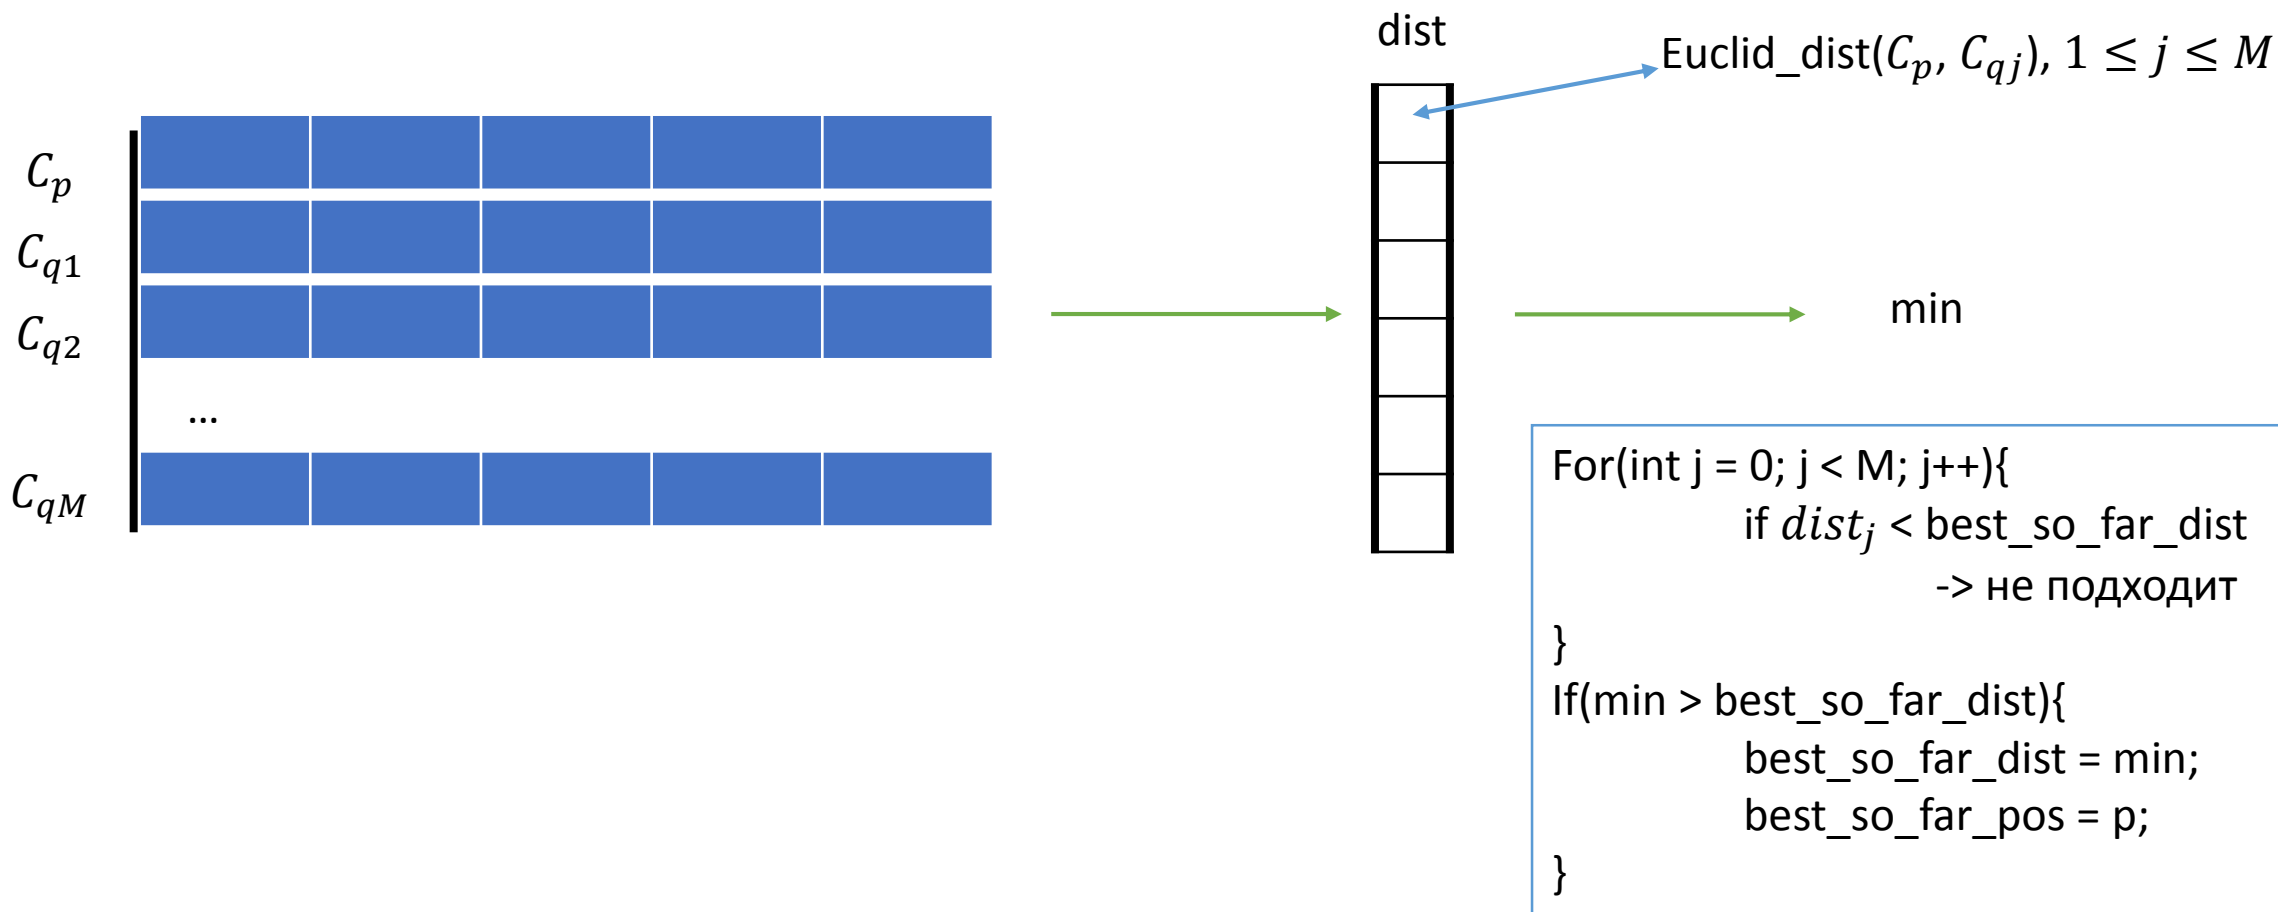 dist
Euclid_dist(𝐶𝑝, 𝐶𝑞𝑗), 1 ≤ 𝑗 ≤ 𝑀
𝐶𝑝
𝐶𝑞1
𝐶𝑞2
...
𝐶𝑞𝑀
min
For(int j = 0; j < M; j++){
if 𝑑𝑖𝑠𝑡𝑗 < best_so_far_dist
-> не подходит
}
If(min > best_so_far_dist){
best_so_far_dist = min;
best_so_far_pos = p;
}